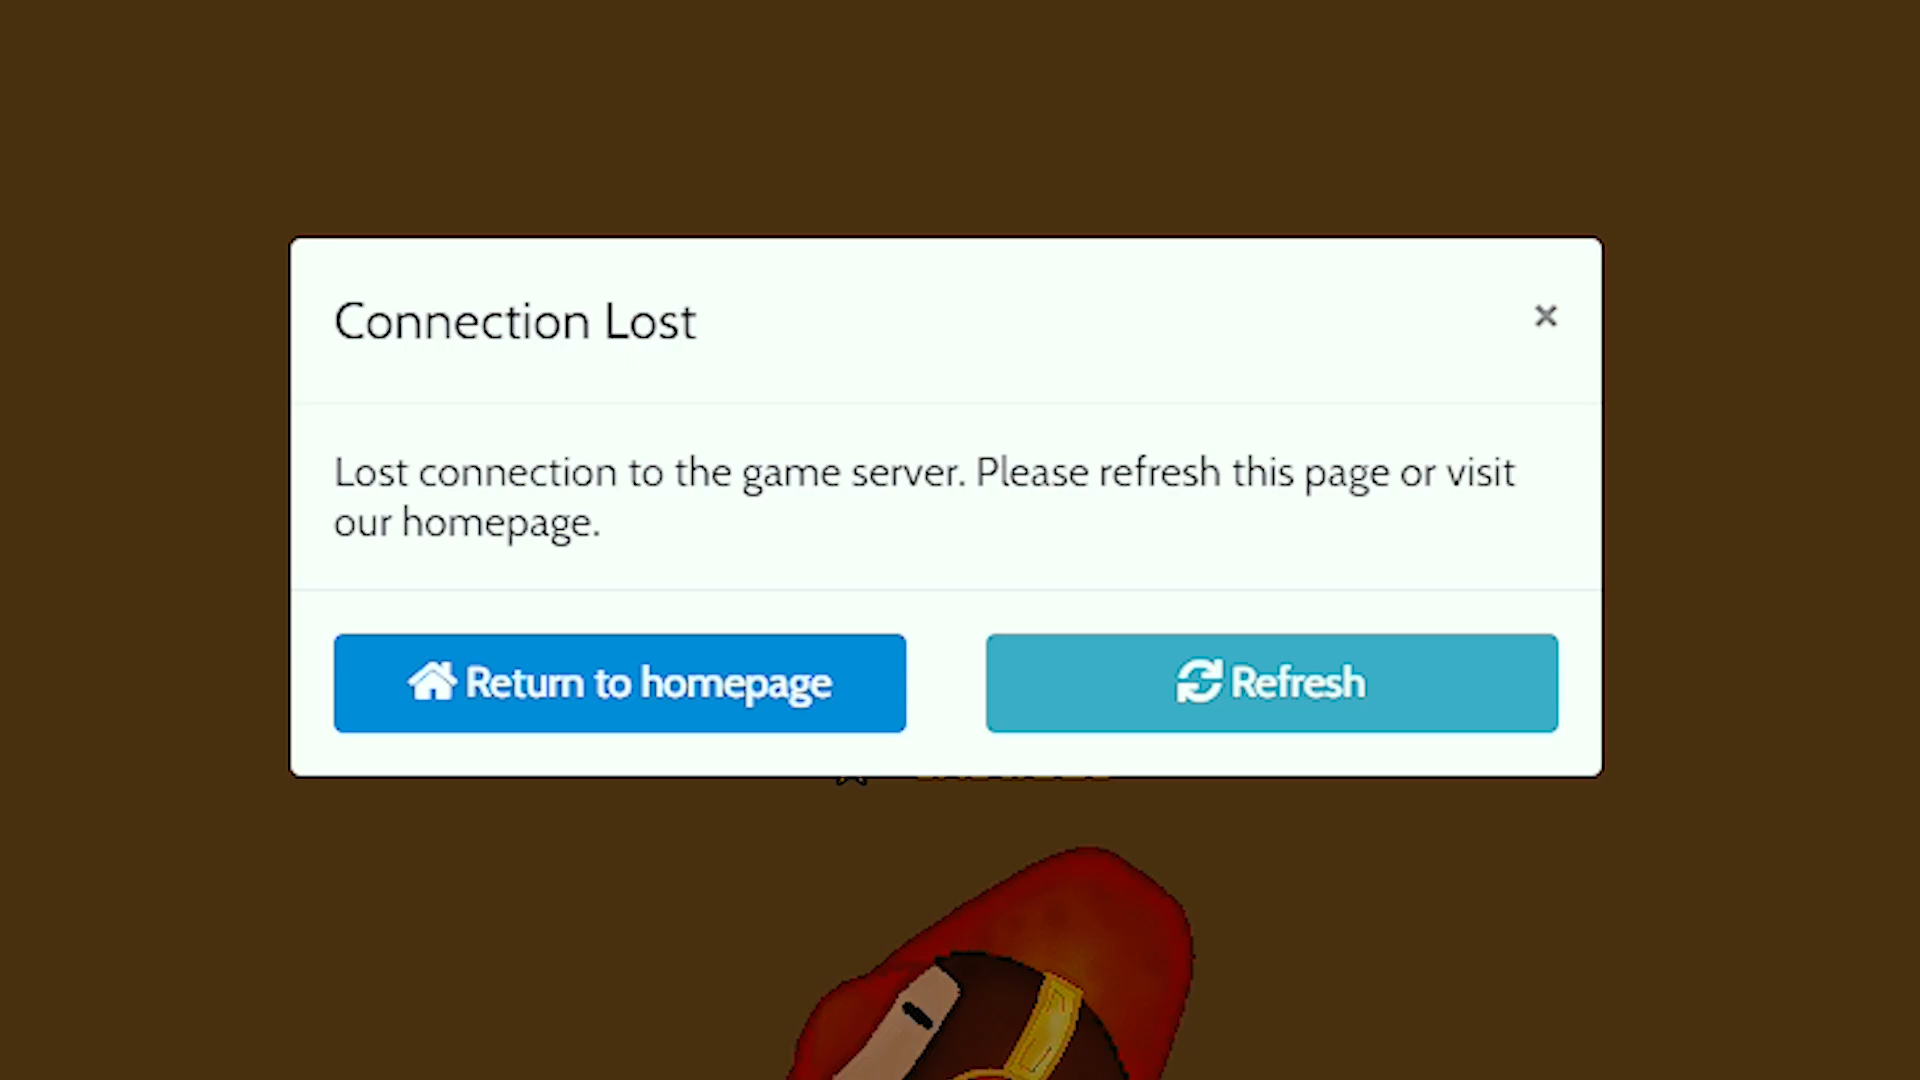 Connection Lost
×
Lost connection to the game server. Please refresh this page or visit
our homepage.
Return to homepage
Refresh